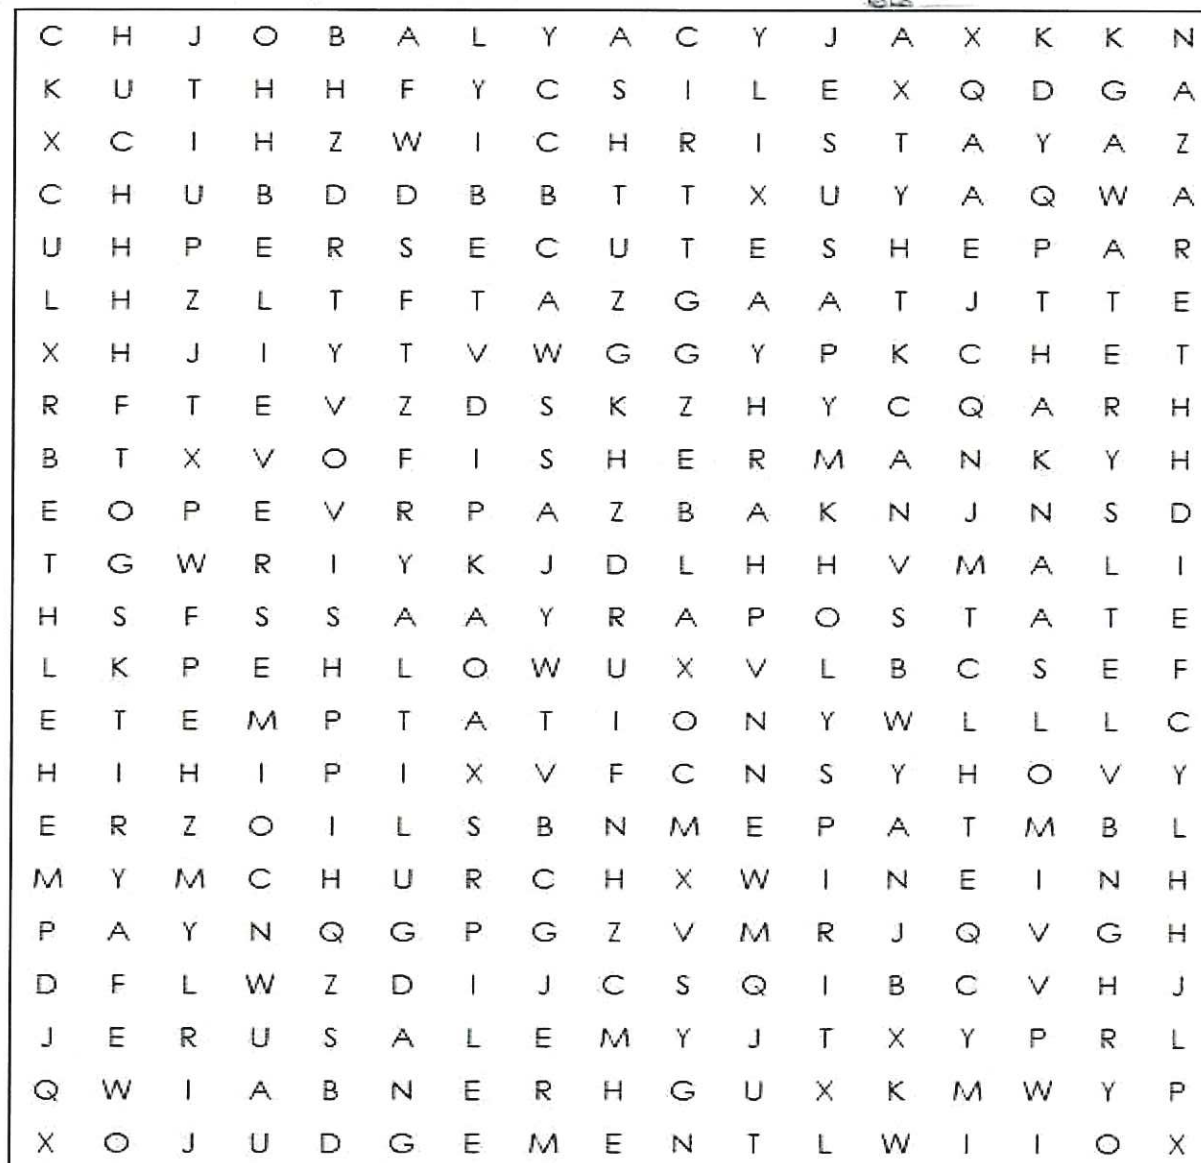 C H J O B A L Y A C Y J A X K K N
K U T H H F Y C S I L E X Q D G A
X C I H Z W I C H R I S T A Y A Z
C H U B D D B B T T X U Y A Q W A
U H P E R S E C U T E S H E P A R
L H Z L T F T A Z G A A T J T T E
X H J I Y T V W G G Y P K C H E T
R F T E V Z D S K Z H Y C Q A R H
B T X V O F I S H E R M A N K Y H
E O P E V R P A Z B A K N J N S D
T G W R I Y K J D L H H V M A L I
H S F S S A A Y R A P O S T A T E
L K P E H L O W U X V L B C S E F
E T E M P T A T I O N Y W L L L C
H I H I P I X V F C N S Y H O V Y
E R Z O I L S B N M E P A T M B L
M Y M C H U R C H X W I N E I N H
P A Y N Q G P G Z V M R J Q V G H
D F L W Z D I J C S Q I B C V H J
J E R U S A L E M Y J T X Y P R L
Q W I A B N E R H G U X K M W Y P
X O J U D G E M E N T L W I I O X